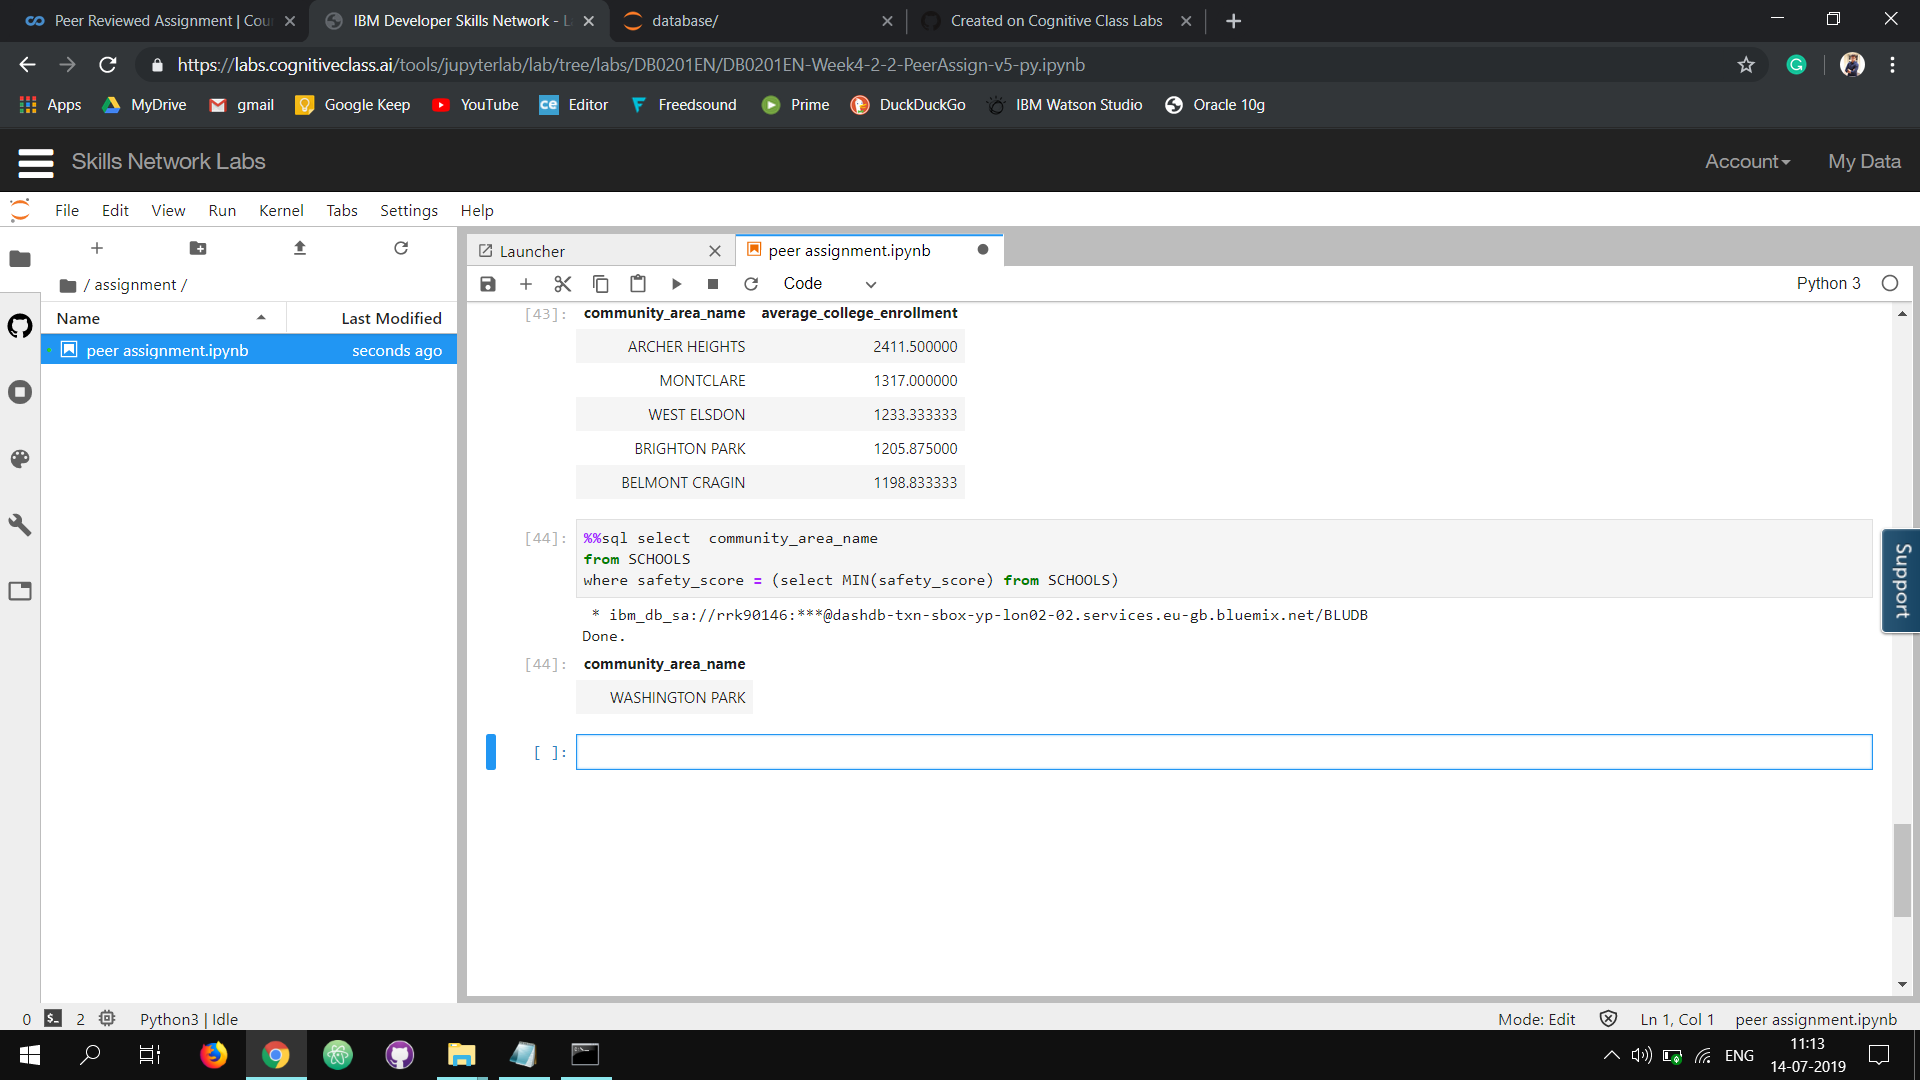 Peer Reviewed Assignment | Cou
IBM Developer Skills Network - L
database/
Created on Cognitive Class Labs
https://labs.cognitiveclass.ai/tools/jupyterlab/lab/tree/labs/DB0201EN/DB0201EN-Week4-2-2-PeerAssign-v5-py.ipynb
Apps MyDrive gmail Google Keep YouTube Editor Freedsound Prime DuckDuckGo IBM Watson Studio Oracle 10g
Skills Network Labs
Account
My Data
File Edit View Run Kernel Tabs Settings Help
/ assignment /
Name Last Modified
peer assignment.ipynb seconds ago
Launcher
peer assignment.ipynb
Code
Python 3
[43]: community_area_name average_college_enrollment
ARCHER HEIGHTS 2411.500000
MONTCLARE 1317.000000
WEST ELSDON 1233.333333
BRIGHTON PARK 1205.875000
BELMONT CRAGIN 1198.833333
[44]: %%sql select  community_area_name
from SCHOOLS
where safety_score = (select MIN(safety_score) from SCHOOLS)
* ibm_db_sa://rrk90146:***@dashdb-txn-sbox-yp-lon02-02.services.eu-gb.bluemix.net/BLUDB
Done.
[44]: community_area_name
WASHINGTON PARK
[ ]:
Support
0 2 Python3 | Idle
Mode: Edit Ln 1, Col 1 peer assignment.ipynb
ENG
11:13
14-07-2019